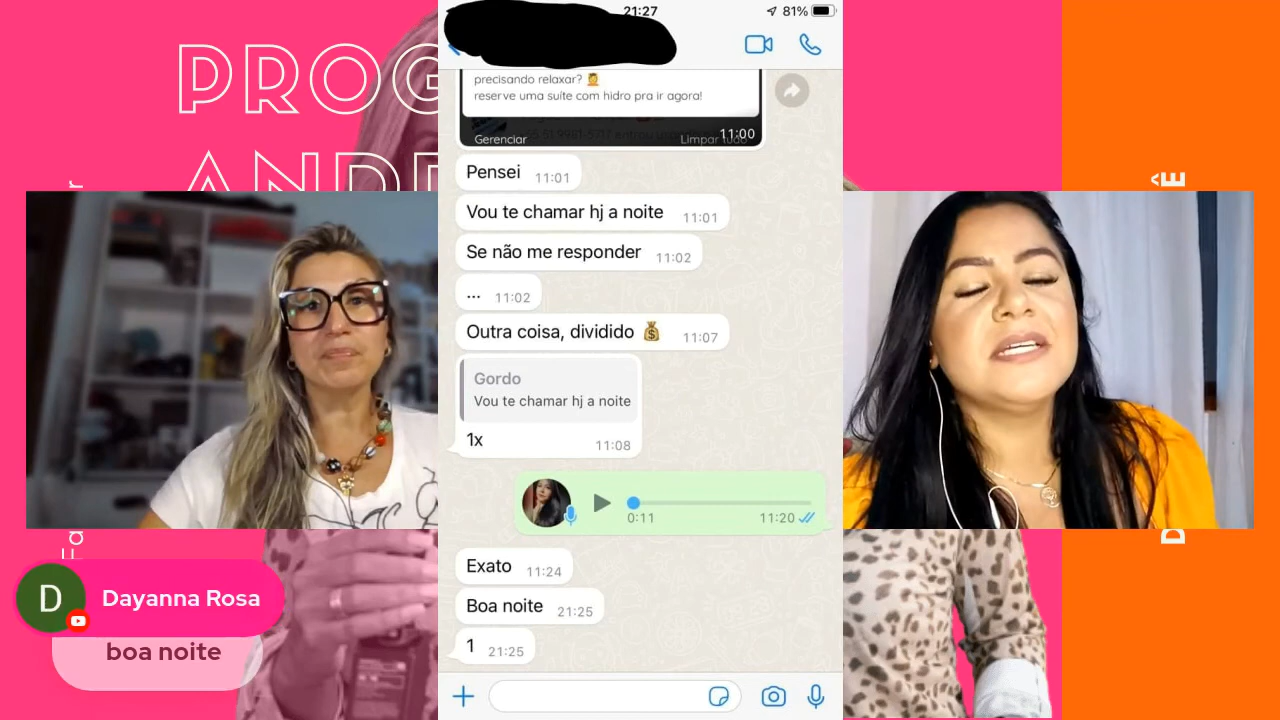 PROG
AND
21:27
81%
precisando relaxar? 💆
reserve uma suíte com hidro pra ir agora!
11:00
Gerenciar
Limpar tudo
Pensei 11:01
Vou te chamar hj a noite 11:01
Se não me responder 11:02
... 11:02
Outra coisa, dividido 💰 11:07
Gordo
Vou te chamar hj a noite
1x 11:08
0:11 11:20
Exato 11:24
Boa noite 21:25
1 21:25
r
Fa
Ê
D
D Dayanna Rosa
boa noite